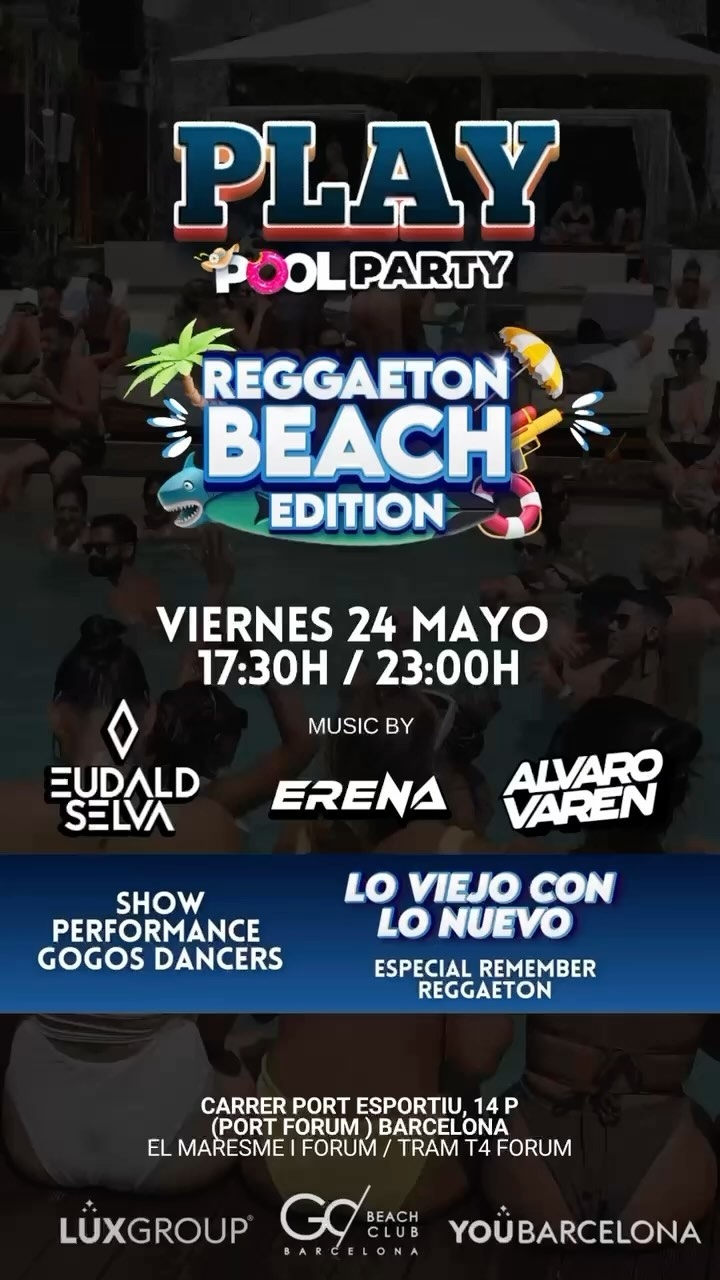 PLAY
POOL PARTY
REGGAETON
BEACH
EDITION
VIERNES 24 MAYO
17:30H / 23:00H
MUSIC BY
EUDALD
SELVA
ERENA
ALVARO
VAREN
SHOW
PERFORMANCE
GOGOS DANCERS
LO VIEJO CON
LO NUEVO
ESPECIAL REMEMBER
REGGAETON
CARRER PORT ESPORTIU, 14 P
(PORT FORUM ) BARCELONA
EL MARESME I FORUM / TRAM T4 FORUM
LÜXGROUP®
GO BEACH
CLUB
BARCELONA
YOÜBARCELONA